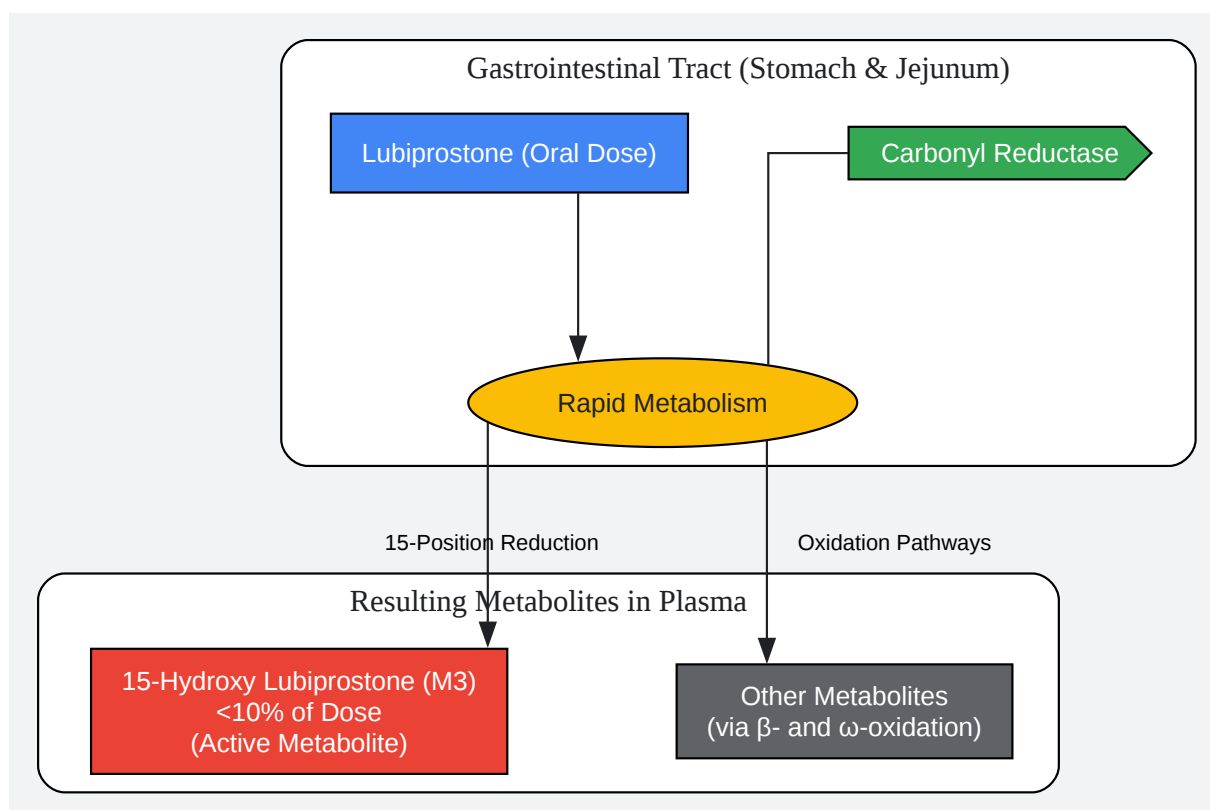 Gastrointestinal Tract (Stomach & Jejunum)
Lubiprostone (Oral Dose)
Carbonyl Reductase
Rapid Metabolism
15-Position Reduction
Oxidation Pathways
Resulting Metabolites in Plasma
15-Hydroxy Lubiprostone (M3)
<10% of Dose
(Active Metabolite)
Other Metabolites
(via β- and ω-oxidation)